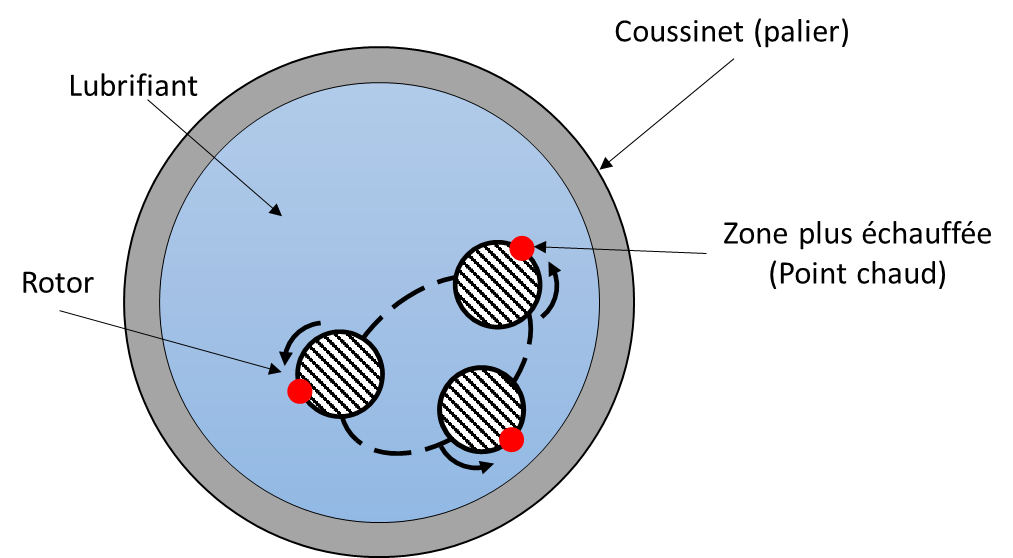 Coussinet (palier)
Lubrifiant
Zone plus échauffée
(Point chaud)
Rotor